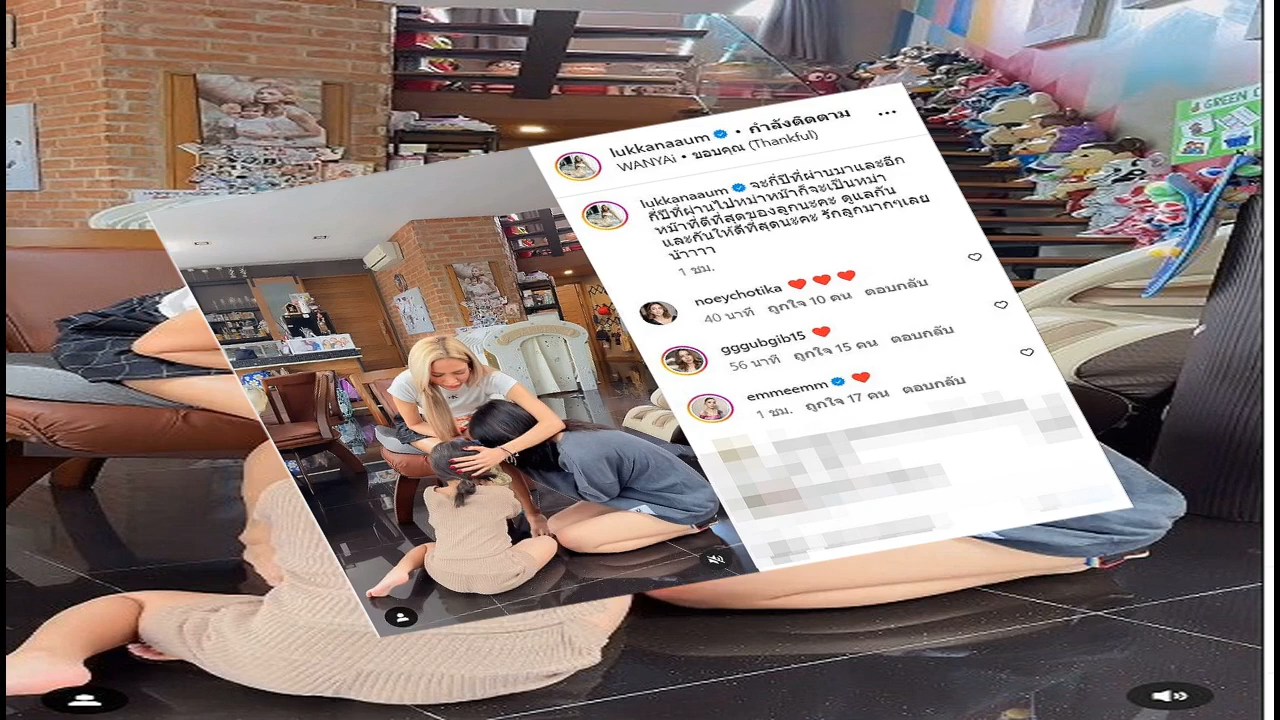 lukkanaaum • กำลังติดตาม
WANYAi • ขอบคุณ (Thankful)
lukkanaaum จะกี่ปีที่ผ่านมาและอีก
กี่ปีที่ผ่านไปหม่าหม๊าก็จะเป็นหม่า
หม๊าที่ดีที่สุดของลูกนะคะ ดูแลกัน
และกันให้ดีที่สุดนะคะ รักลูกมากๆเลย
น้าาาา
1 ชม.
noeychotika ❤️ ❤️ ❤️
40 นาที ถูกใจ 10 คน ตอบกลับ
gggubgib15 ❤️
56 นาที ถูกใจ 15 คน ตอบกลับ
emmeemm ❤️
1 ชม. ถูกใจ 17 คน ตอบกลับ
GREEN